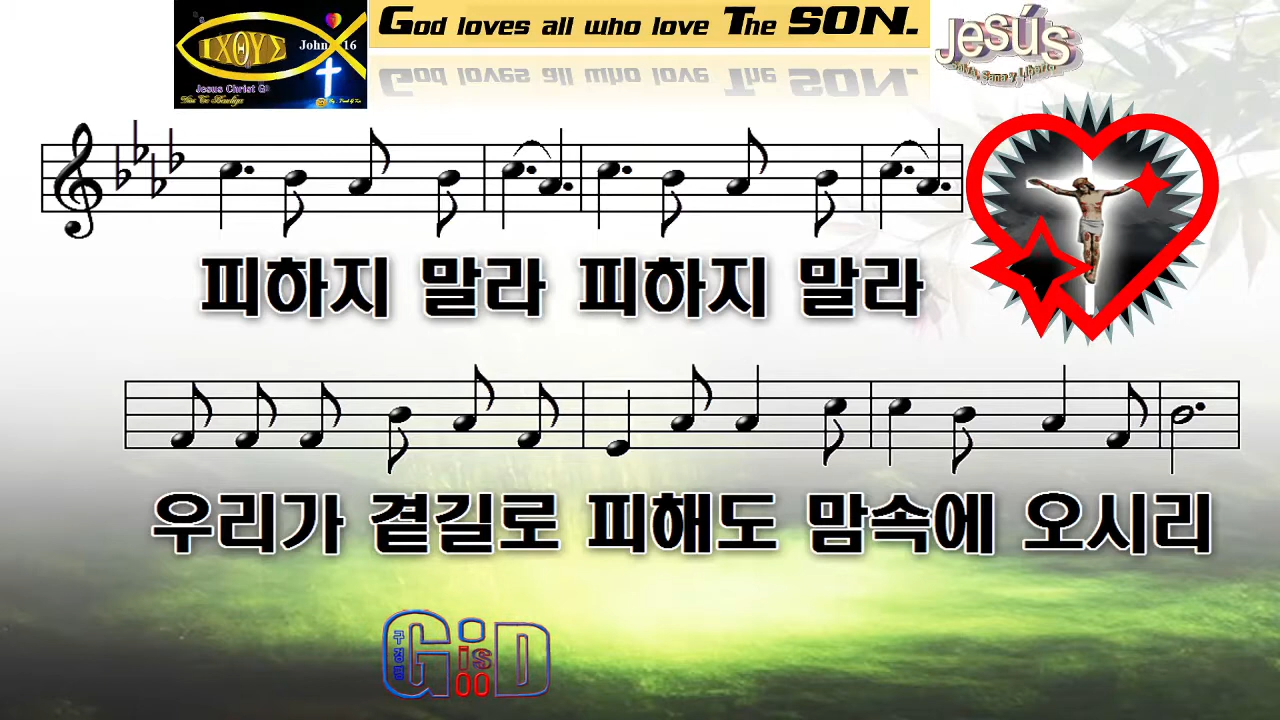 God loves all who love The SON.
ΙΧΘΥΣ
John 16
Jesus Christ G
Jesús
피하지 말라 피하지 말라
우리가 곁길로 피해도 맘속에 오시리
GisD